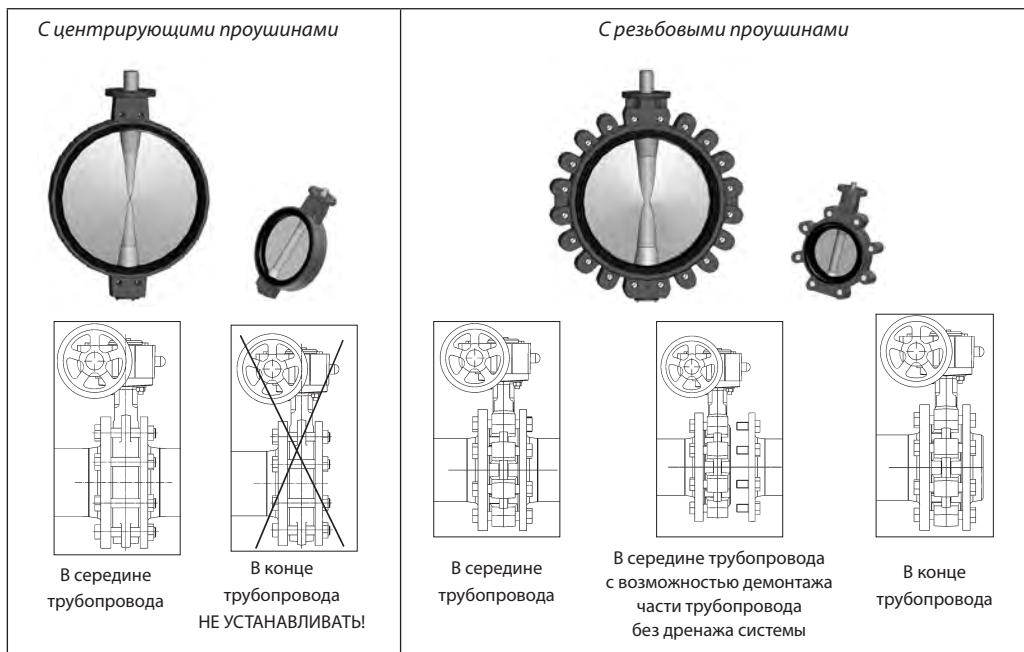 С центрирующими проушинами
С резьбовыми проушинами
В середине
трубопровода
В конце
трубопровода
НЕ УСТАНАВЛИВАТЬ!
В середине
трубопровода
В середине трубопровода
с возможностью демонтажа
части трубопровода
без дренажа системы
В конце
трубопровода